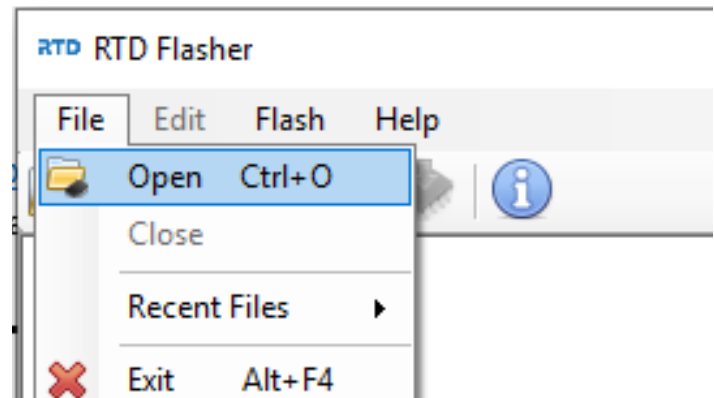 RTD RTD Flasher
File Edit Flash Help
Open Ctrl+O
Close
Recent Files
Exit Alt+F4